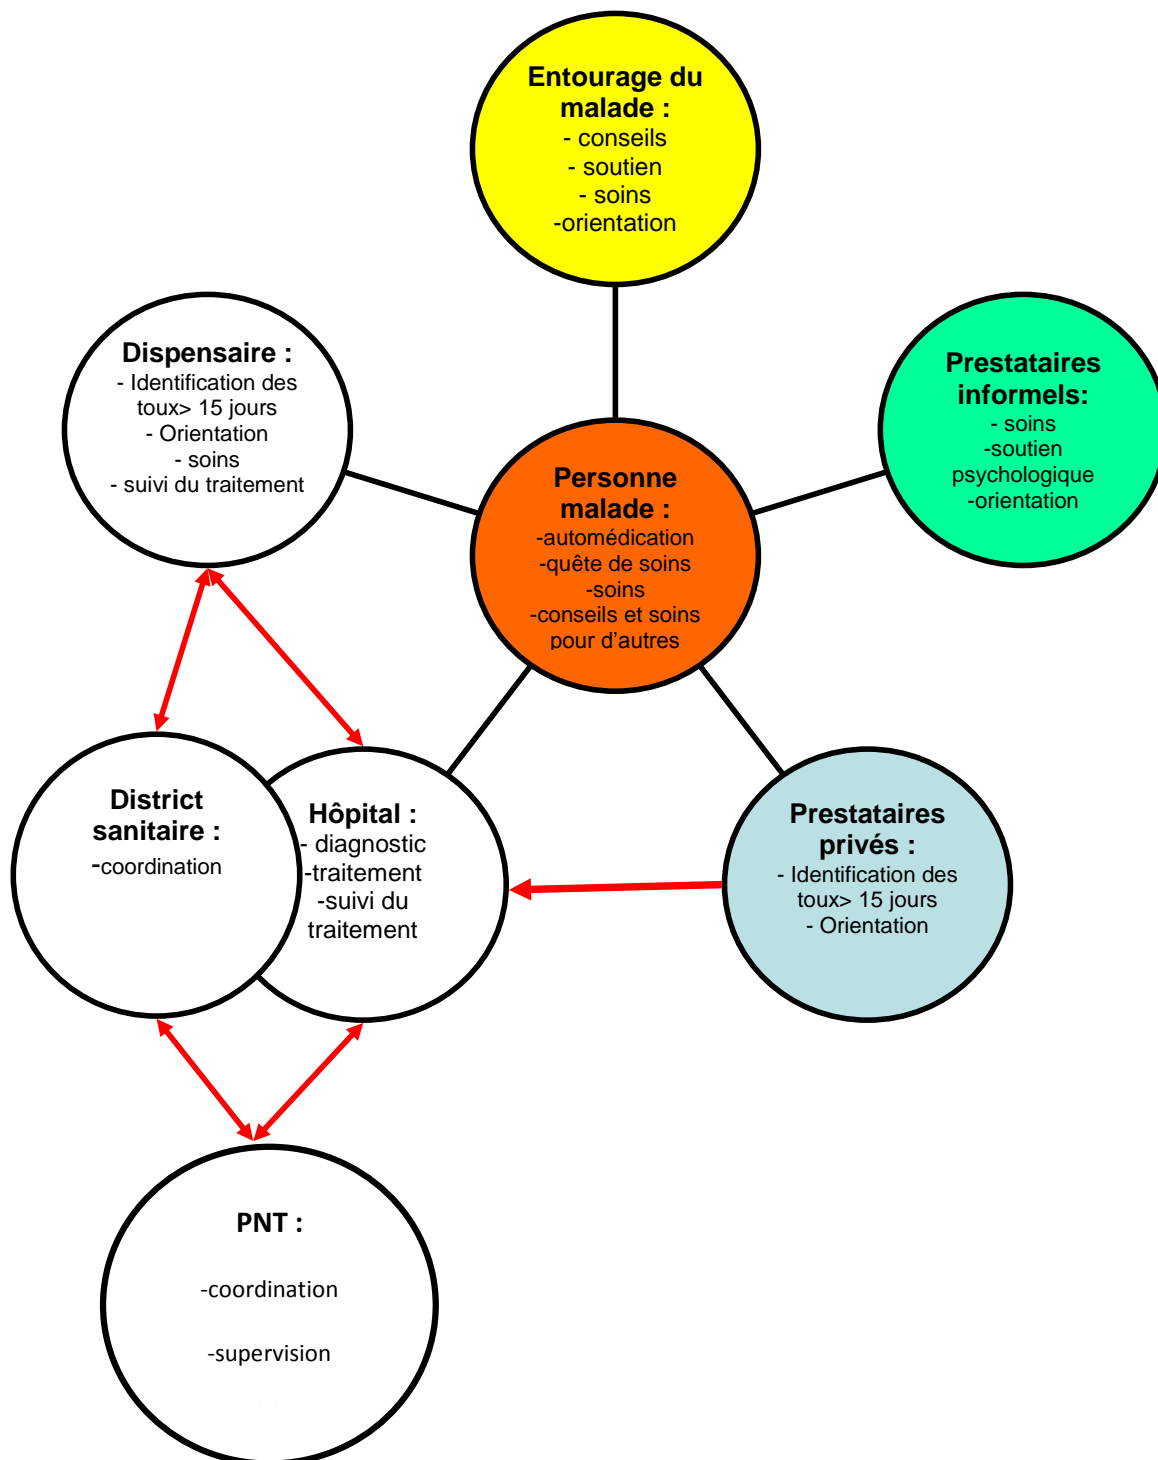 Entourage du
malade :
- conseils
- soutien
- soins
-orientation
Dispensaire :
- Identification des
toux> 15 jours
- Orientation
- soins
- suivi du traitement
Prestataires
informels:
- soins
-soutien
psychologique
-orientation
Personne
malade :
-automédication
-quête de soins
-soins
-conseils et soins
pour d’autres
District
sanitaire :
-coordination
Hôpital :
- diagnostic
-traitement
-suivi du
traitement
Prestataires
privés :
- Identification des
toux> 15 jours
- Orientation
PNT :
-coordination
-supervision